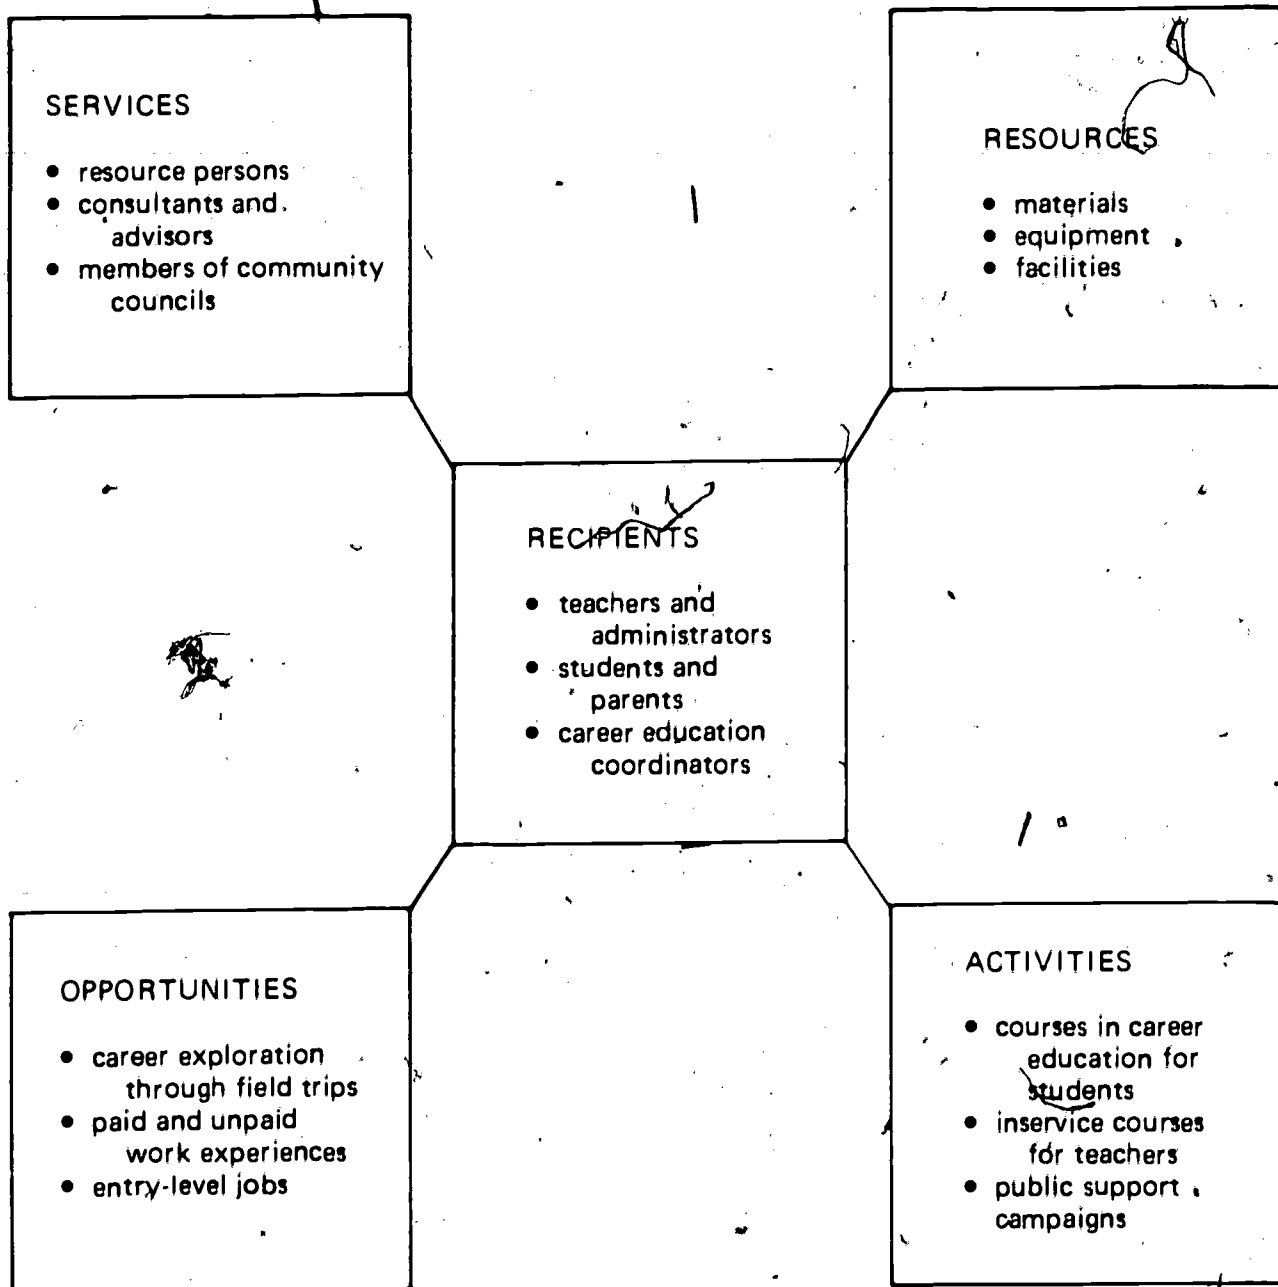 SERVICES
• resource persons
• consultants and
advisors
• members of community
councils
RESOURCES
• materials
• equipment
• facilities
RECIPIENTS
• teachers and
administrators
• students and
parents
• career education
coordinators
OPPORTUNITIES
• career exploration
through field trips
• paid and unpaid
work experiences
• entry-level jobs
ACTIVITIES
• courses in career
education for
students
• inservice courses
for teachers
• public support
campaigns